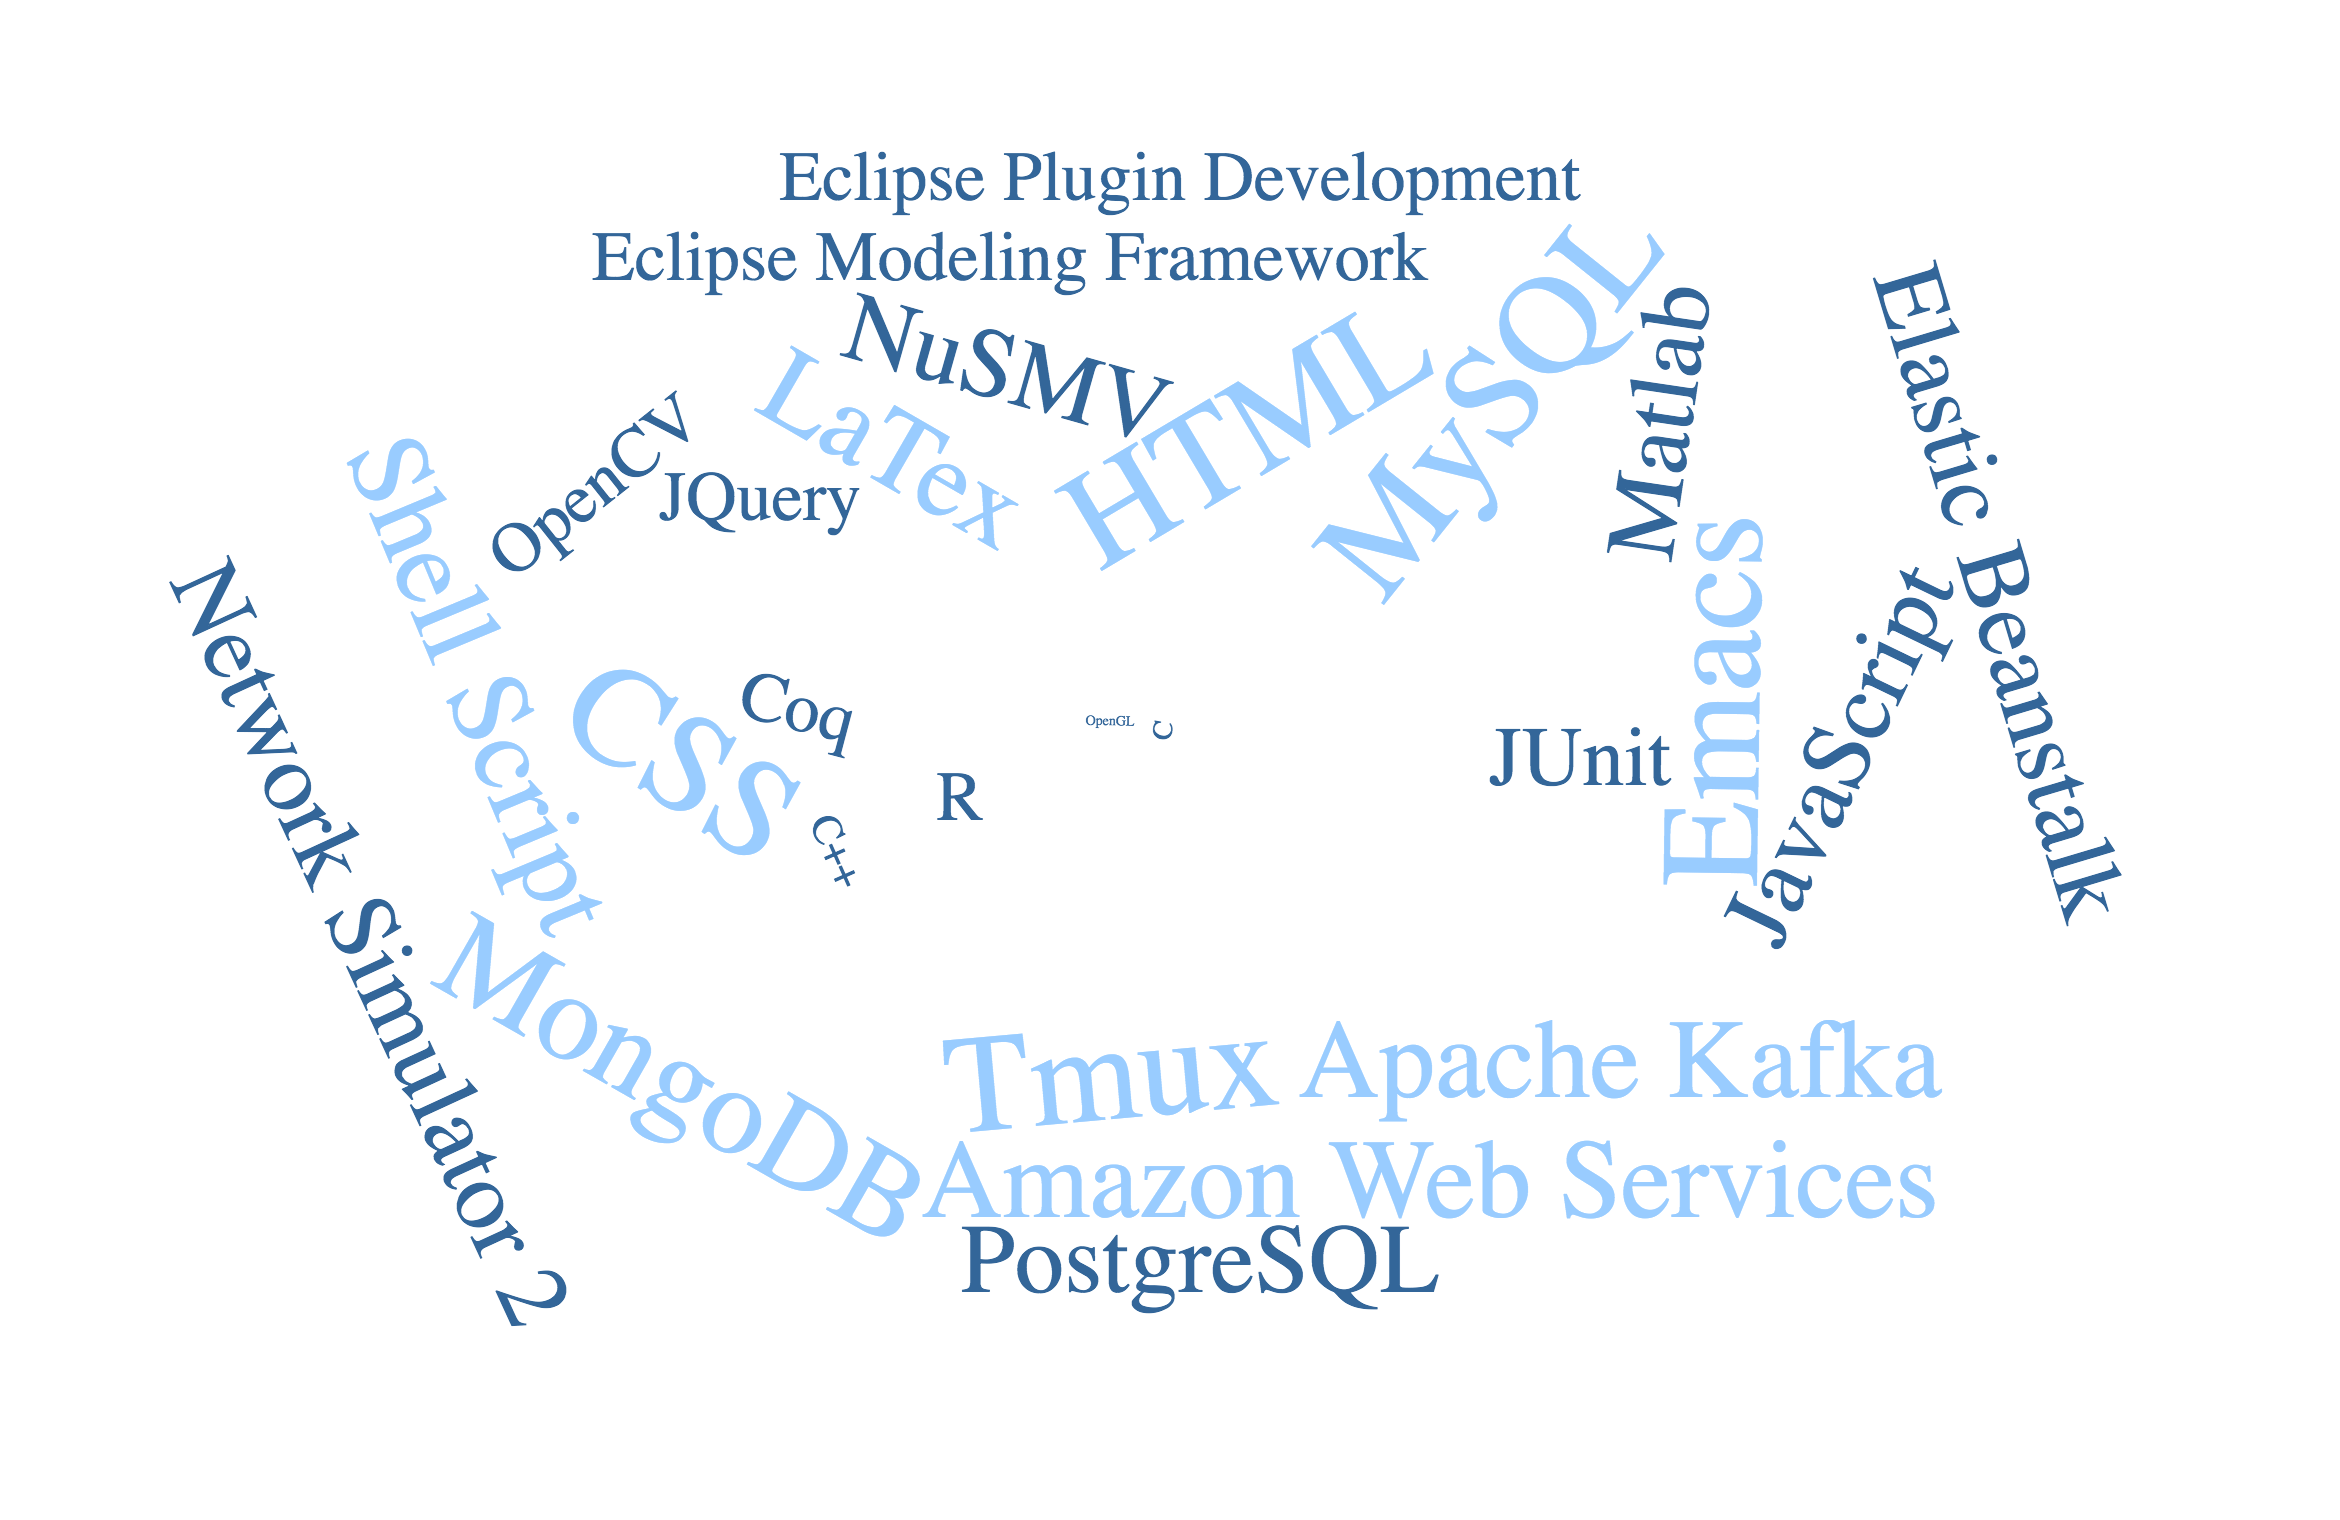 Eclipse Plugin Development
Eclipse Modeling Framework
NuSMV
MySQL
Elastic Beanstalk
Matlab
HTML
LaTex
OpenCV
JQuery
Shell Script
Network Simulator 2
Emacs
JavaScript
CSS
Coq
OpenGL
C
JUnit
R
C++
MongoDB
Tmux
Apache Kafka
Amazon Web Services
PostgreSQL